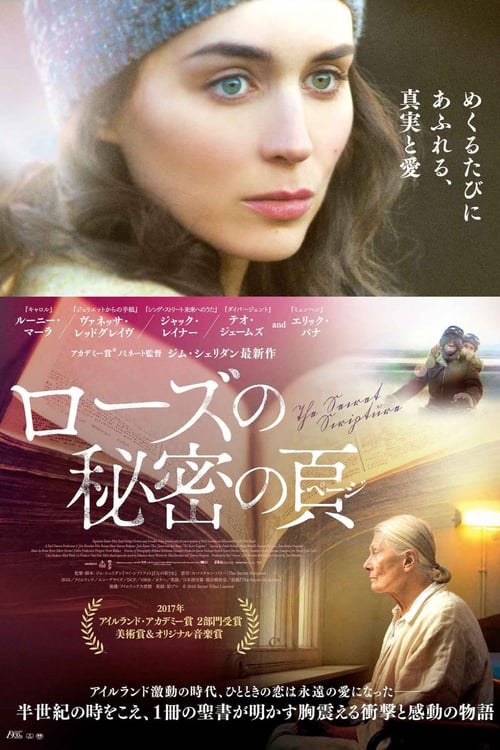 めくるたびに
あふれる、
真実と愛
「キャロル」
ルーニー・
マーラ
「ジュリエットからの手紙」
ヴァネッサ・
レッドグレイヴ
「シング・ストリート 未来へのうた」
ジャック・
レイナー
「ダイバージェント」
テオ・
ジェームズ
and
「ミュンヘン」
エリック・
バナ
アカデミー賞®ノミネート監督 ジム・シェリダン最新作
ローズの
秘密の頁
ページ
The Secret
Scripture
2017年
アイルランド・アカデミー賞 2部門受賞
美術賞&オリジナル音楽賞
アイルランド激動の時代、ひとときの恋は永遠の愛になった――
半世紀の時をこえ、1冊の聖書が明かす胸震える衝撃と感動の物語